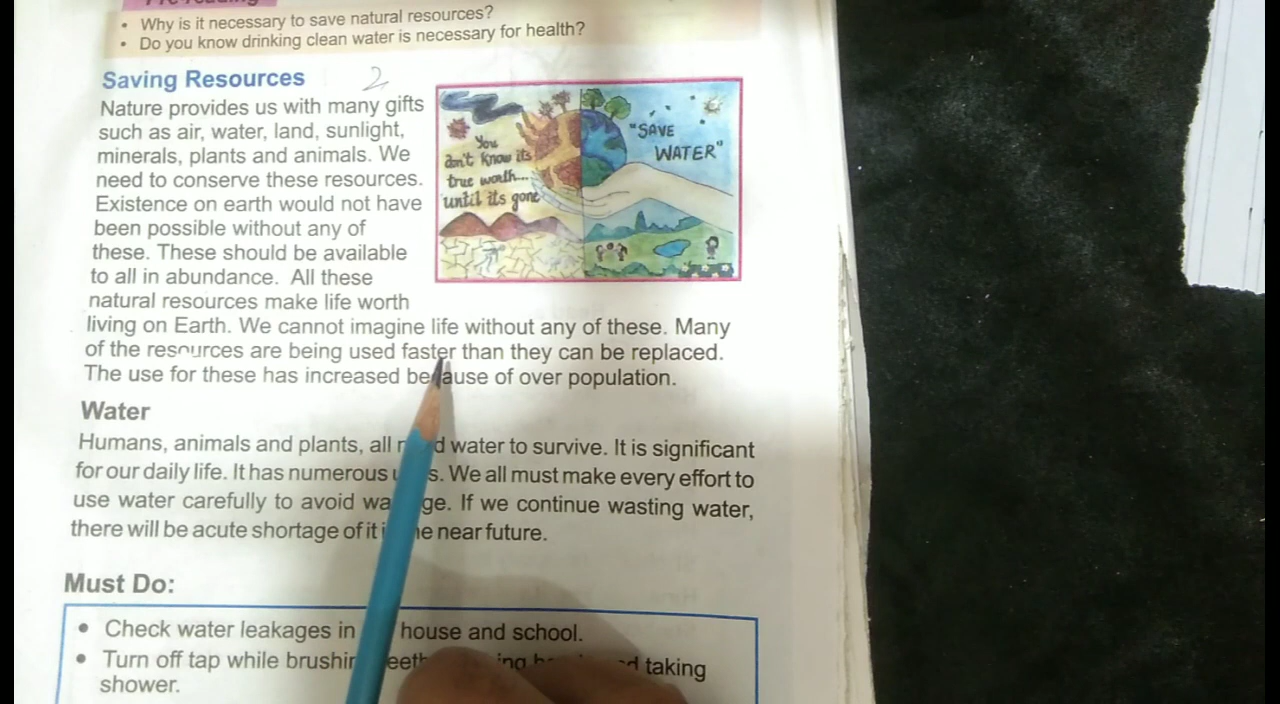 • Why is it necessary to save natural resources?
• Do you know drinking clean water is necessary for health?
Saving Resources 2
Nature provides us with many gifts
such as air, water, land, sunlight,
minerals, plants and animals. We
need to conserve these resources.
Existence on earth would not have
been possible without any of
these. These should be available
to all in abundance. All these
natural resources make life worth
living on Earth. We cannot imagine life without any of these. Many
of the resources are being used faster than they can be replaced.
The use for these has increased because of over population.
You
don't know its
true worth...
until its gone
"SAVE
WATER"
Water
Humans, animals and plants, all water to survive. It is significant
for our daily life. It has numerous We all must make every effort to
use water carefully to avoid If we continue wasting water,
there will be acute shortage of it near future.
Must Do:
• Check water leakages in house and school.
• Turn off tap while taking
shower.